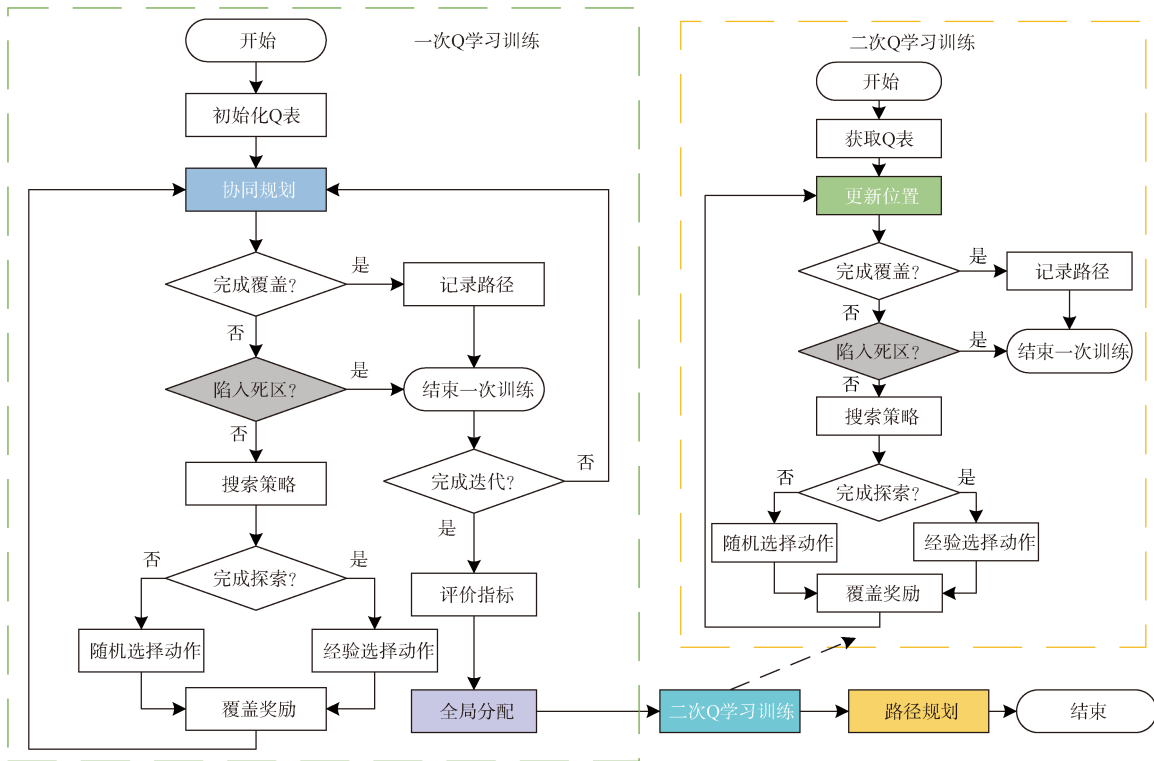 一次Q学习训练
开始
初始化Q表
协同规划
完成覆盖?
是
记录路径
否
陷入死区?
是
结束一次训练
否
搜索策略
完成迭代?
否
是
完成探索?
否
是
评价指标
随机选择动作
经验选择动作
覆盖奖励
全局分配
二次Q学习训练
路径规划
结束
二次Q学习训练
开始
获取Q表
更新位置
完成覆盖?
是
记录路径
否
陷入死区?
是
结束一次训练
否
搜索策略
完成探索?
否
是
随机选择动作
经验选择动作
覆盖奖励